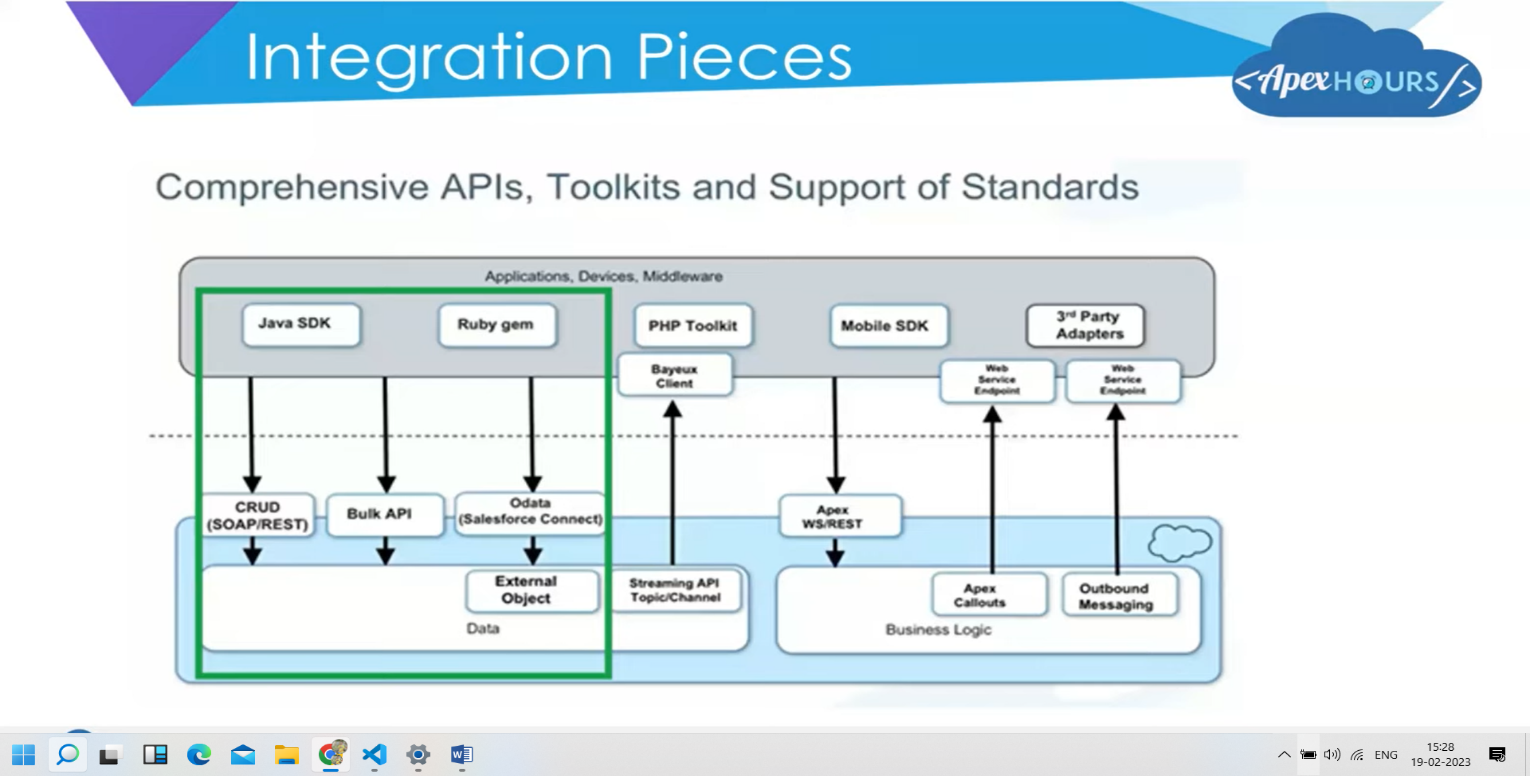 Integration Pieces
<ApexHOURS/>
Comprehensive APIs, Toolkits and Support of Standards
Applications, Devices, Middleware
Java SDK
Ruby gem
PHP Toolkit
Mobile SDK
3rd Party
Adapters
Bayeux
Client
Web
Service
Endpoint
Web
Service
Endpoint
CRUD
(SOAP/REST)
Bulk API
Odata
(Salesforce Connect)
Apex
WS/REST
External
Object
Streaming API
Topic/Channel
Apex
Callouts
Outbound
Messaging
Data
Business Logic
ENG
15:28
19-02-2023